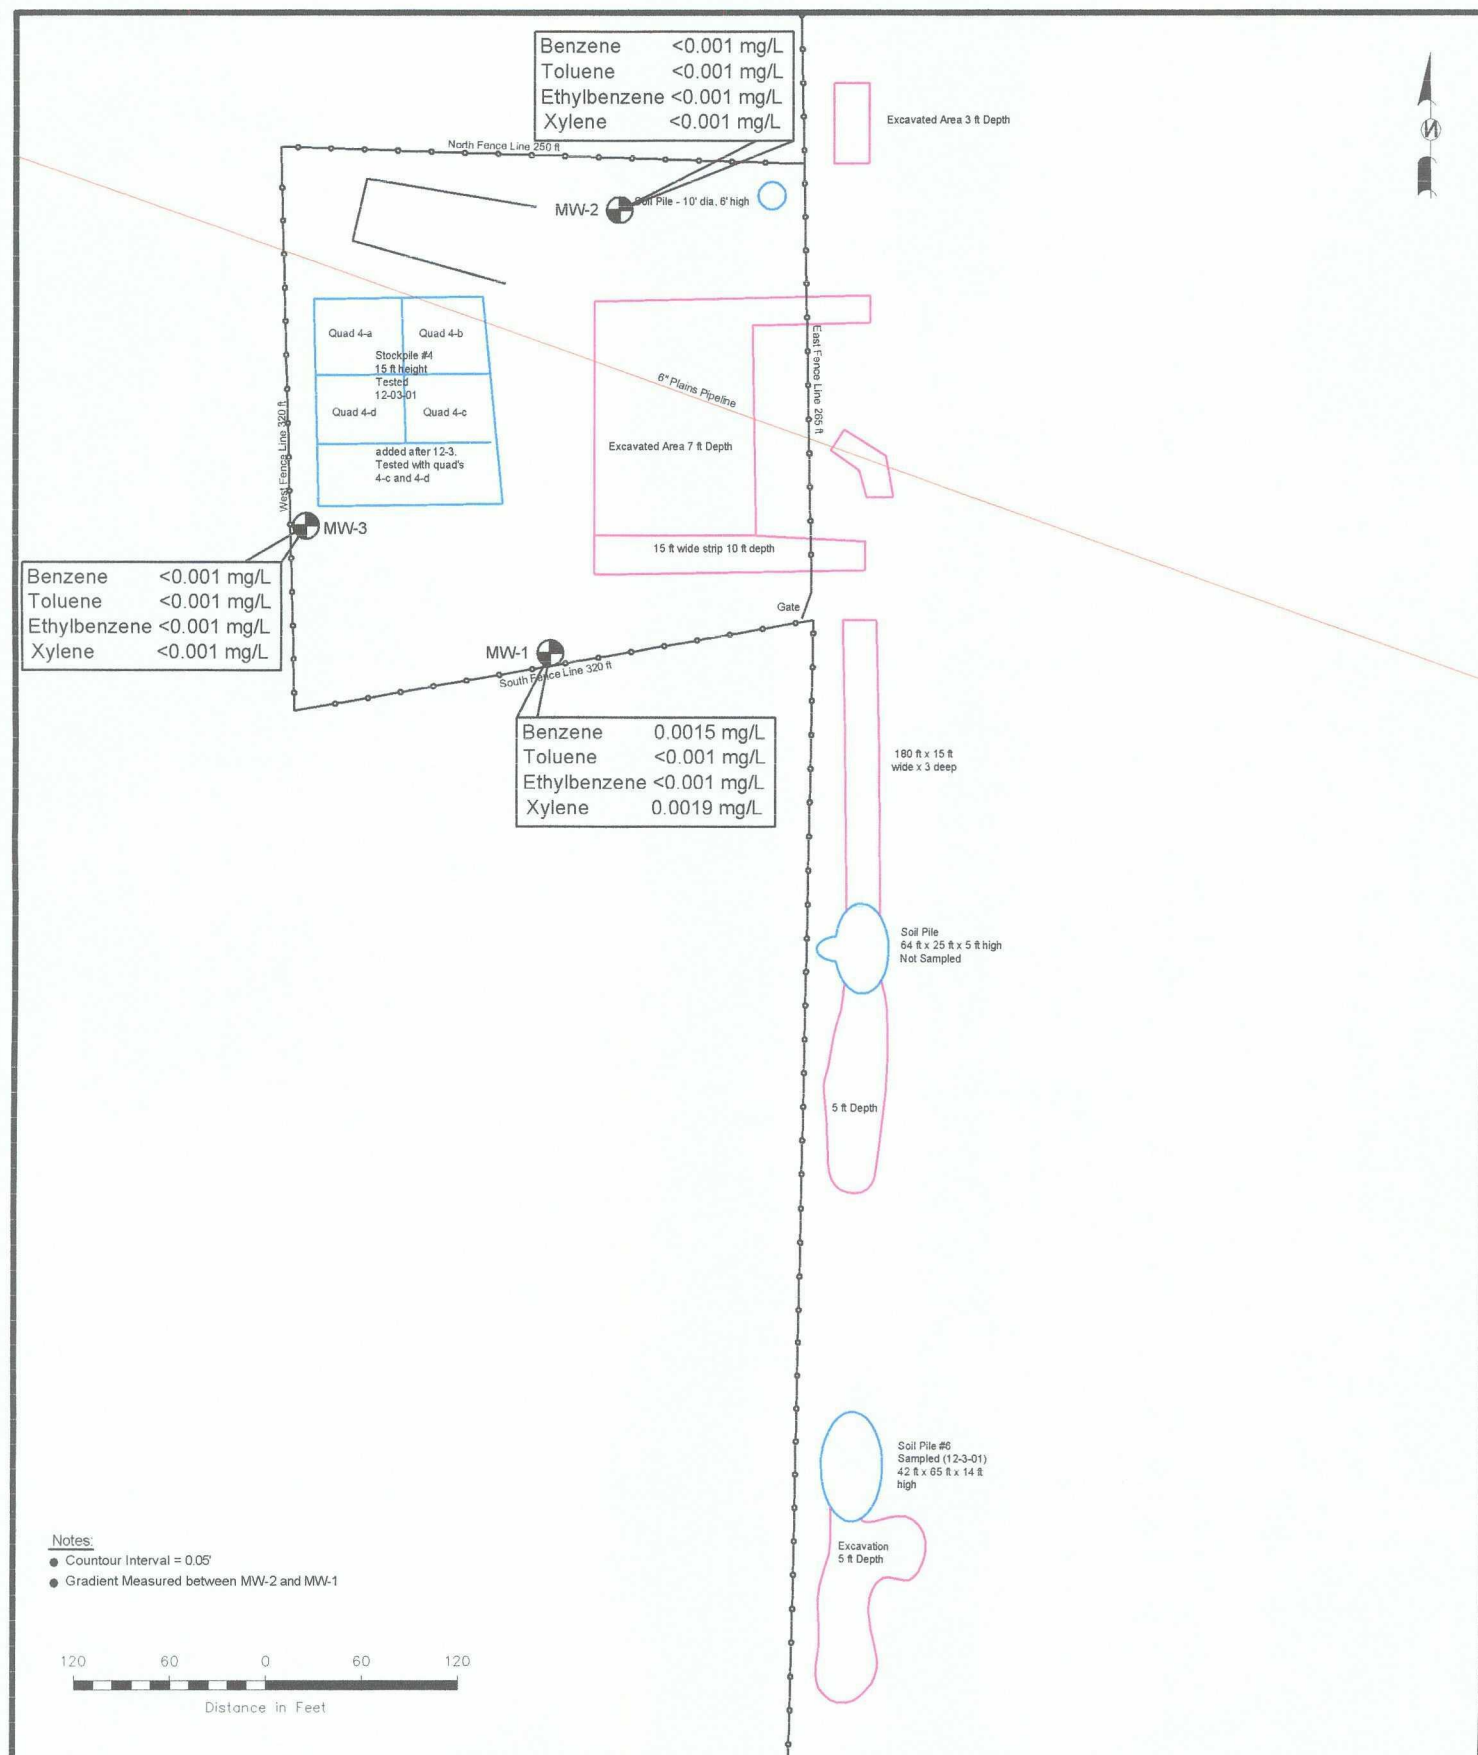 Benzene <0.001 mg/L
Toluene <0.001 mg/L
Ethylbenzene <0.001 mg/L
Xylene <0.001 mg/L
Excavated Area 3 ft Depth
N
North Fence Line 250 ft
MW-2
Soil Pile - 10' dia. 6' high
Quad 4-a
Quad 4-b
Stockpile #4
15 ft height
Tested
12-03-01
Quad 4-d
Quad 4-c
added after 12-3.
Tested with quad's
4-c and 4-d
West Fence Line 320 ft
East Fence Line 265 ft
6" Plains Pipeline
Excavated Area 7 ft Depth
15 ft wide strip 10 ft depth
MW-3
Benzene <0.001 mg/L
Toluene <0.001 mg/L
Ethylbenzene <0.001 mg/L
Xylene <0.001 mg/L
Gate
MW-1
South Fence Line 320 ft
Benzene 0.0015 mg/L
Toluene <0.001 mg/L
Ethylbenzene <0.001 mg/L
Xylene 0.0019 mg/L
180 ft x 15 ft
wide x 3 deep
Soil Pile
64 ft x 25 ft x 5 ft high
Not Sampled
5 ft Depth
Soil Pile #6
Sampled (12-3-01)
42 ft x 65 ft x 14 ft
high
Excavation
5 ft Depth
Notes:
● Countour Interval = 0.05'
● Gradient Measured between MW-2 and MW-1
120 60 0 60 120
Distance in Feet